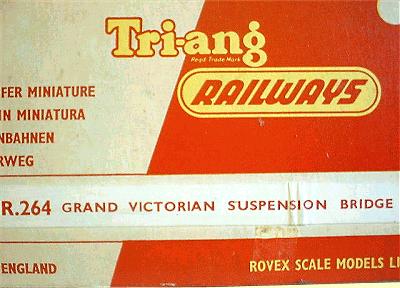 Tri-ang
Regd. Trade Mark
RAILWAYS
FER MINIATURE
IN MINIATURA
NBAHNEN
RWEG
R.264 GRAND VICTORIAN SUSPENSION BRIDGE
ENGLAND
ROVEX SCALE MODELS LI